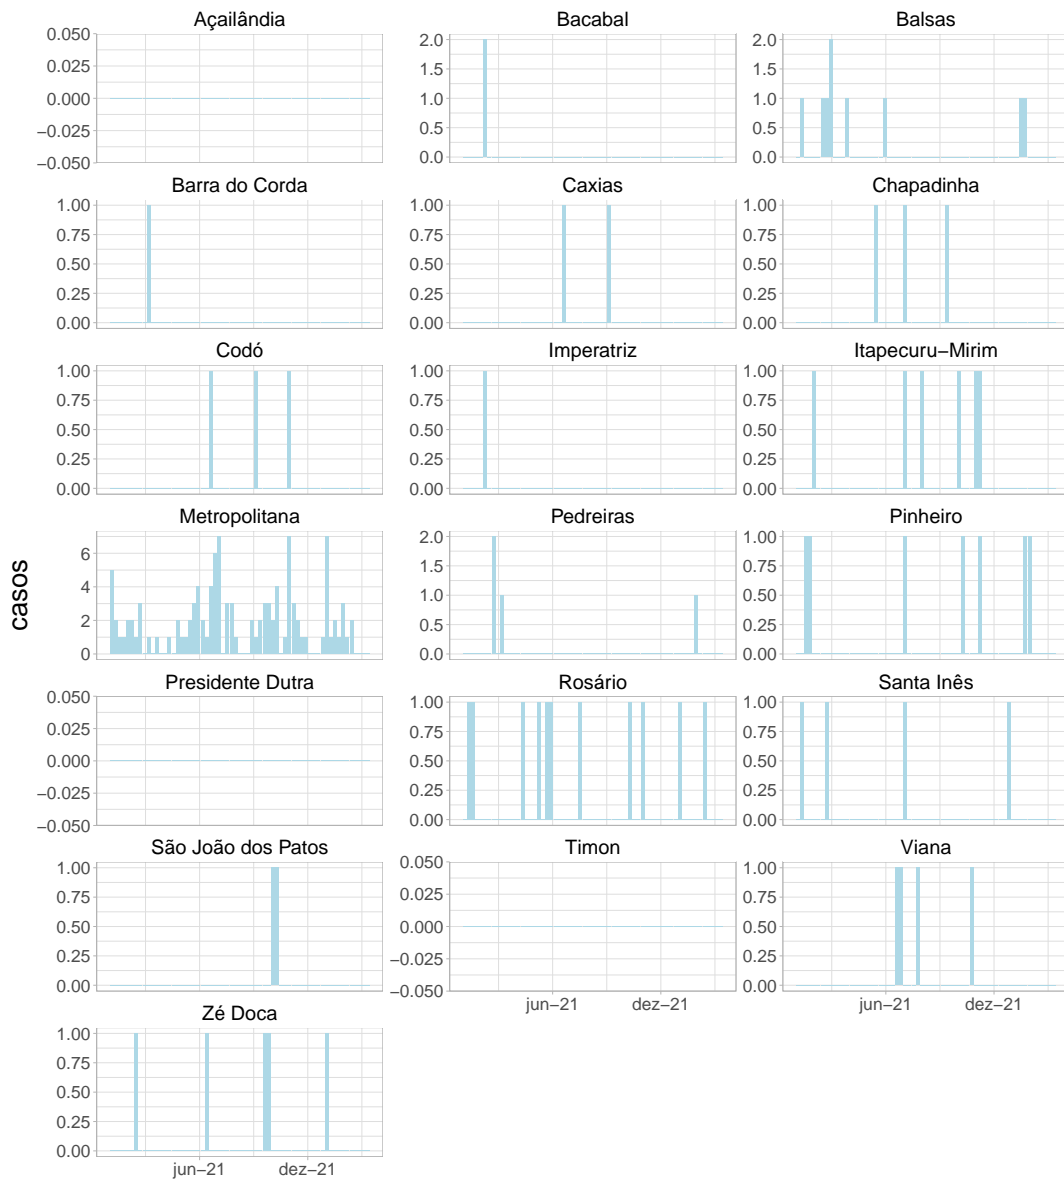 Açailândia Bacabal Balsas
0.050 2.0 2.0
0.025 1.5 1.5
0.000 1.0 1.0
−0.025 0.5 0.5
−0.050 0.0 0.0
Barra do Corda Caxias Chapadinha
1.00 1.00 1.00
0.75 0.75 0.75
0.50 0.50 0.50
0.25 0.25 0.25
0.00 0.00 0.00
Codó Imperatriz Itapecuru−Mirim
1.00 1.00 1.00
0.75 0.75 0.75
0.50 0.50 0.50
0.25 0.25 0.25
0.00 0.00 0.00
casos
Metropolitana Pedreiras Pinheiro
6 2.0 1.00
4 1.5 0.75
2 1.0 0.50
0 0.5 0.25
0.0 0.00
Presidente Dutra Rosário Santa Inês
0.050 1.00 1.00
0.025 0.75 0.75
0.000 0.50 0.50
−0.025 0.25 0.25
−0.050 0.00 0.00
São João dos Patos Timon Viana
1.00 0.050 1.00
0.75 0.025 0.75
0.50 0.000 0.50
0.25 −0.025 0.25
0.00 −0.050 0.00
jun−21 dez−21 jun−21 dez−21
Zé Doca
1.00
0.75
0.50
0.25
0.00
jun−21 dez−21